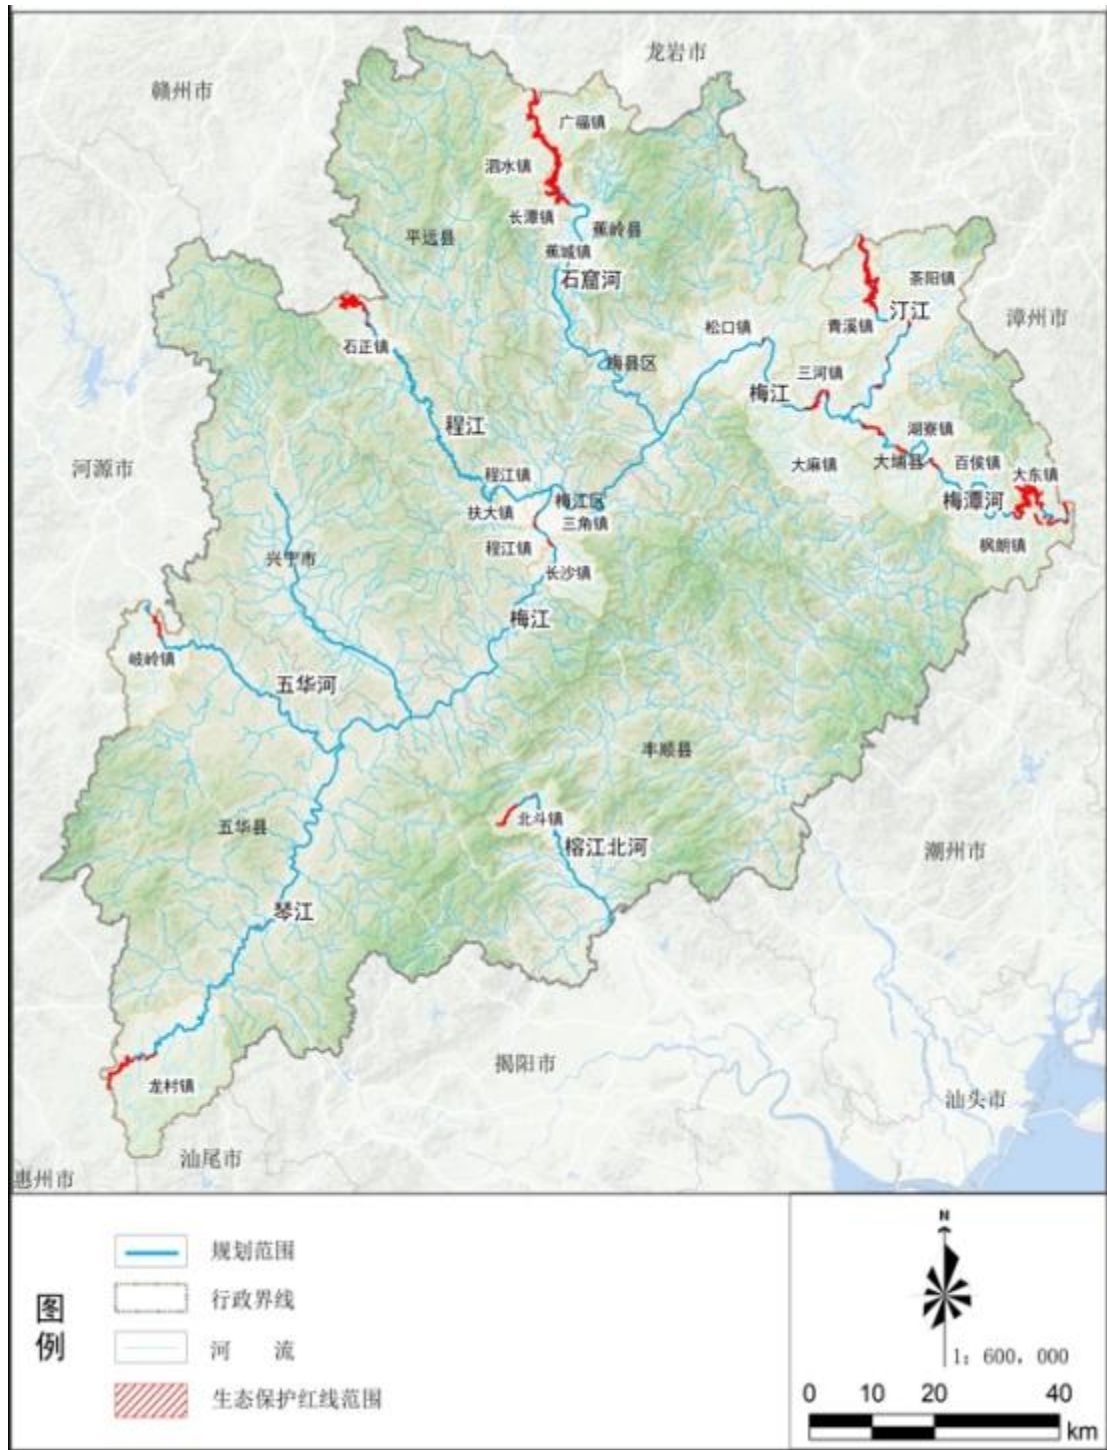 龙岩市
赣州市
广福镇
泗水镇
长潭镇
蕉岭县
平远县
蕉城镇
石窟河
茶阳镇
汀江
漳州市
青溪镇
松口镇
石正镇
梅县区
三河镇
梅江
程江
湖寮镇
河源市
大麻镇
大埔县
百侯镇
大东镇
程江镇
梅江区
梅潭河
扶大镇
三角镇
程江镇
枫朗镇
兴宁市
长沙镇
梅江
岐岭镇
五华河
丰顺县
北斗镇
五华县
榕江北河
潮州市
琴江
揭阳市
龙村镇
汕头市
汕尾市
惠州市
图例
规划范围
行政界线
河 流
生态保护红线范围
N
1: 600, 000
0 10 20 40
km